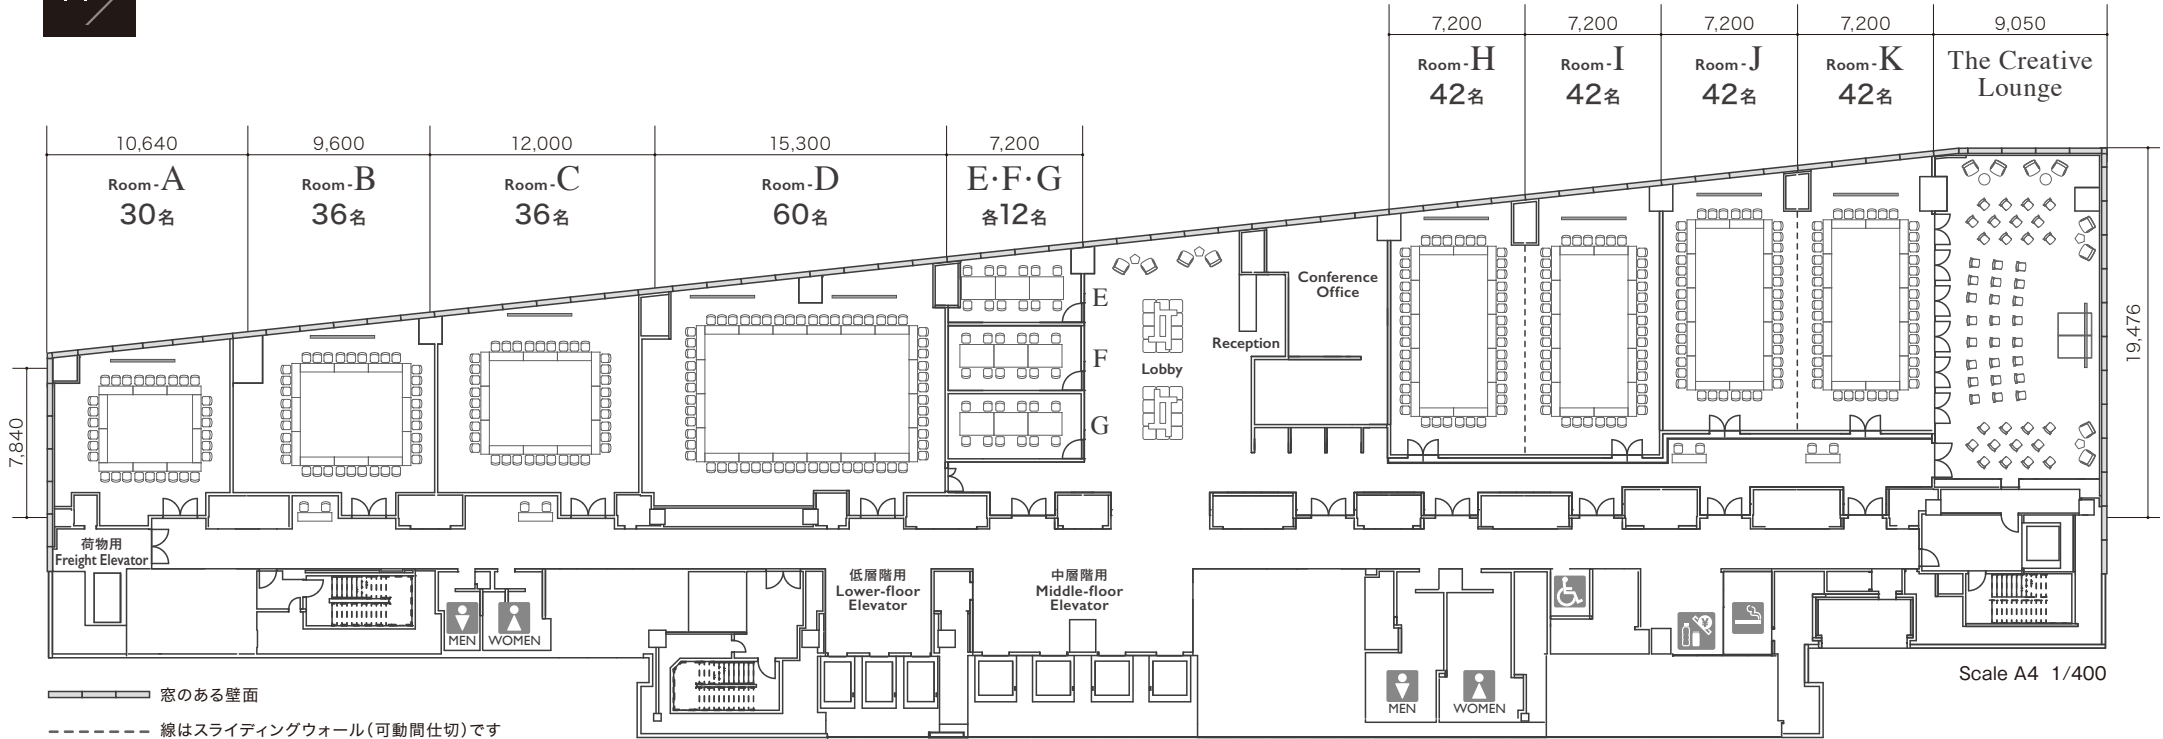 7,200
7,200
7,200
7,200
9,050
Room-H
42名
Room-I
42名
Room-J
42名
Room-K
42名
The Creative
Lounge
10,640
9,600
12,000
15,300
7,200
Room-A
30名
Room-B
36名
Room-C
36名
Room-D
60名
E・F・G
各12名
E
F
G
Lobby
Reception
Conference
Office
19,476
7,840
荷物用
Freight Elevator
低層階用
Lower-floor
Elevator
中層階用
Middle-floor
Elevator
MEN
WOMEN
MEN
WOMEN
¥
Scale A4 1/400
窓のある壁面
線はスライディングウォール（可動間仕切）です